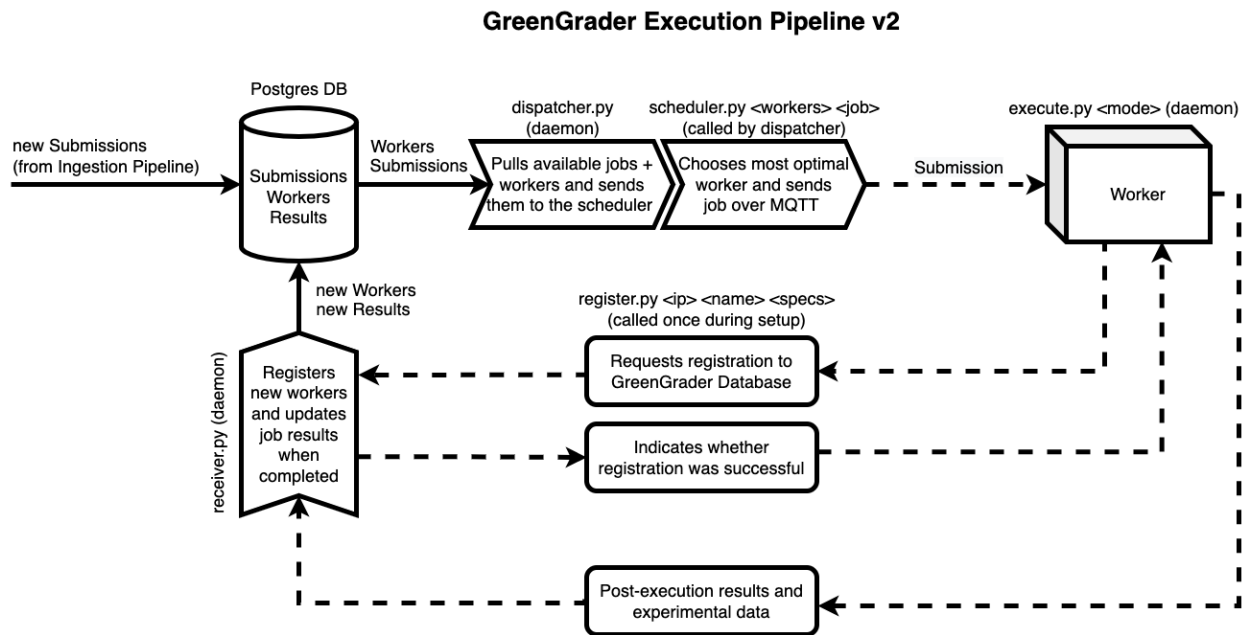 GreenGrader Execution Pipeline v2
Postgres DB
new Submissions
(from Ingestion Pipeline)
Submissions
Workers
Results
Workers
Submissions
dispatcher.py
(daemon)
Pulls available jobs +
workers and sends
them to the scheduler
scheduler.py <workers> <job>
(called by dispatcher)
Chooses most optimal
worker and sends
job over MQTT
Submission
execute.py <mode> (daemon)
Worker
new Workers
new Results
register.py <ip> <name> <specs>
(called once during setup)
Requests registration to
GreenGrader Database
receiver.py (daemon)
Registers
new workers
and updates
job results
when
completed
Indicates whether
registration was successful
Post-execution results and
experimental data